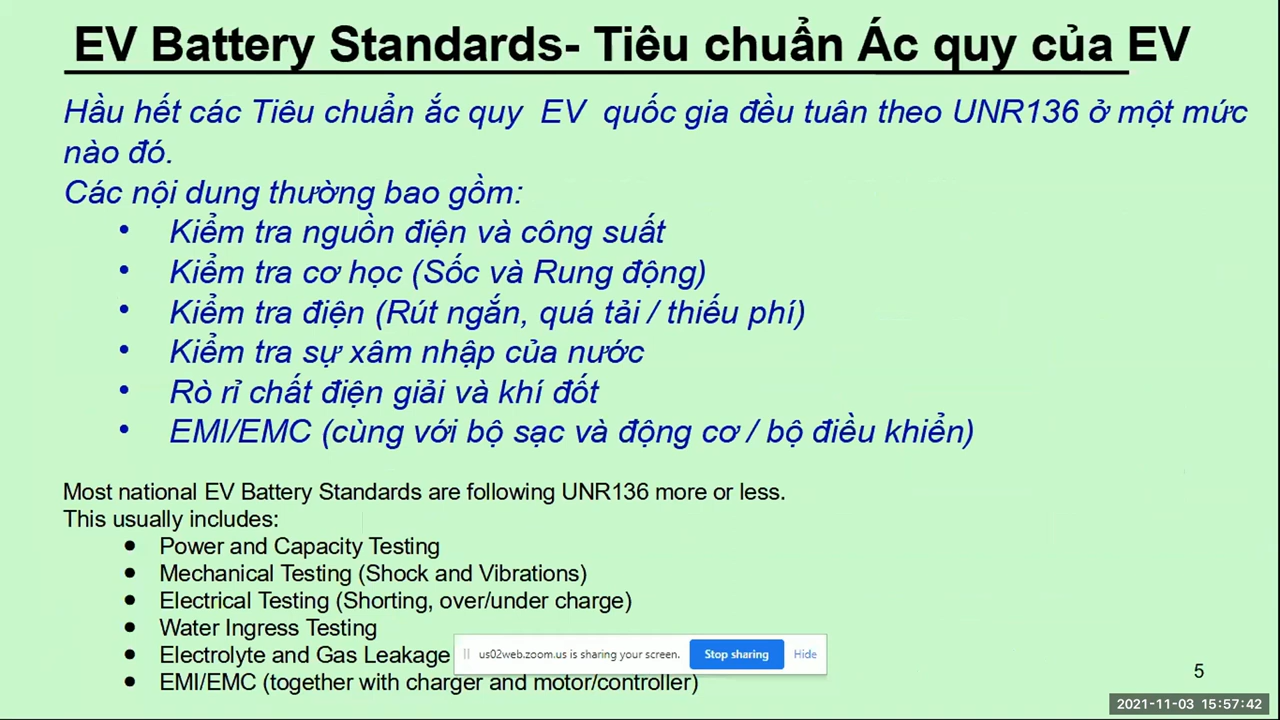 EV Battery Standards- Tiêu chuẩn Ác quy của EV
Hầu hết các Tiêu chuẩn ắc quy EV quốc gia đều tuân theo UNR136 ở một mức
nào đó.
Các nội dung thường bao gồm:
• Kiểm tra nguồn điện và công suất
• Kiểm tra cơ học (Sốc và Rung động)
• Kiểm tra điện (Rút ngắn, quá tải / thiếu phí)
• Kiểm tra sự xâm nhập của nước
• Rò rỉ chất điện giải và khí đốt
• EMI/EMC (cùng với bộ sạc và động cơ / bộ điều khiển)
Most national EV Battery Standards are following UNR136 more or less.
This usually includes:
● Power and Capacity Testing
● Mechanical Testing (Shock and Vibrations)
● Electrical Testing (Shorting, over/under charge)
● Water Ingress Testing
● Electrolyte and Gas Leakage
● EMI/EMC (together with charger and motor/controller)
us02web.zoom.us is sharing your screen. Stop sharing Hide
5
2021-11-03 15:57:42